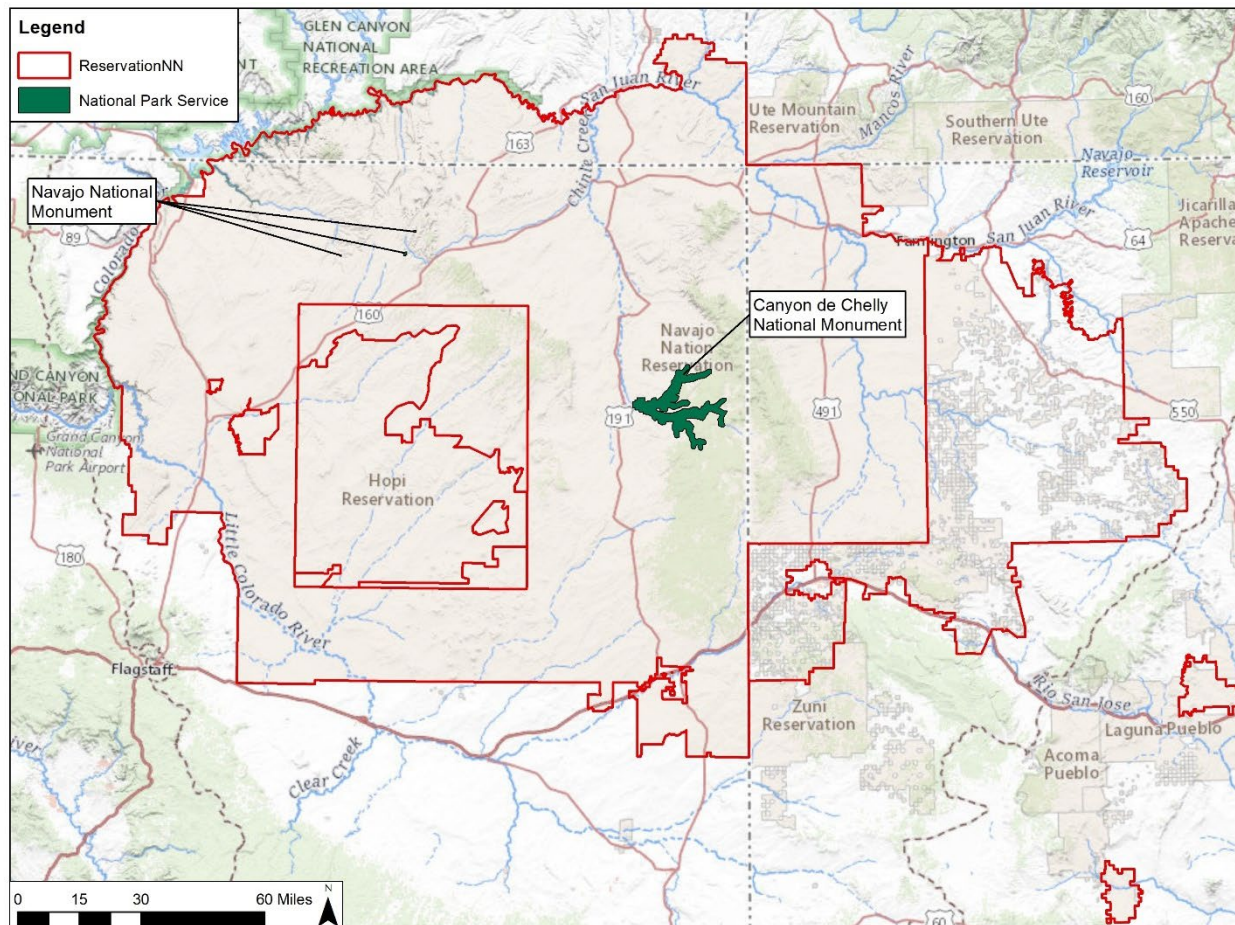 Legend
ReservationNN
National Park Service
GLEN CANYON
NATIONAL
RECREATION AREA
San Juan River
Mancos River
160
Ute Mountain
Reservation
Southern Ute
Reservation
163
Chinle Creek
Navajo
Reservoir
Navajo National
Monument
Jicarilla
Apache
89
Colorado
Farmington
San Juan River
64
160
Canyon de Chelly
National Monument
Navajo
Nation
Reservation
191
491
550
Grand Canyon
National
Park Airport
Hopi
Reservation
180
Little Colorado River
Flagstaff
Zuni
Reservation
Rio San Jose
Laguna Pueblo
Acoma
Pueblo
Clear Creek
60
0 15 30 60 Miles
N